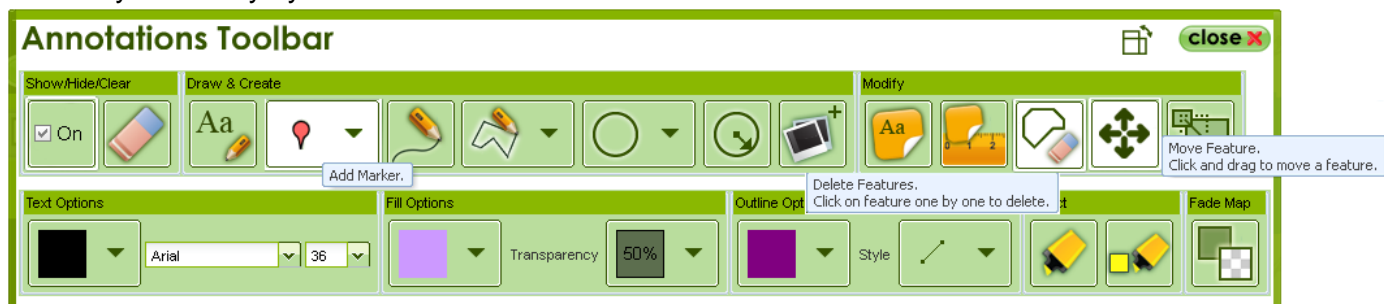 Annotations Toolbar
close
Show/Hide/Clear
Draw & Create
Modify
On
Aa
Aa
0 1 2
Add Marker.
Move Feature.
Click and drag to move a feature.
Delete Features.
Click on feature one by one to delete.
Text Options
Fill Options
Outline Opt
Fade Map
Arial
36
Transparency
50%
Style